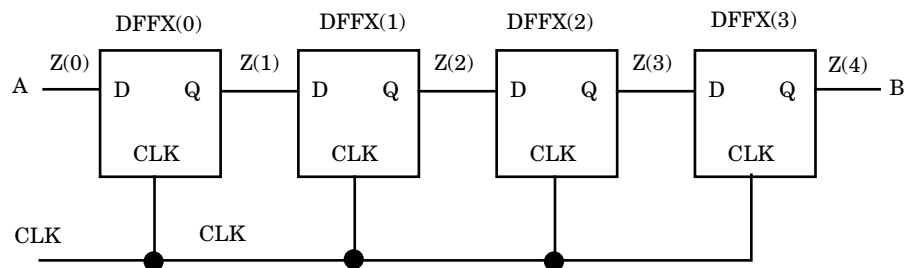 DFFX(0) DFFX(1) DFFX(2) DFFX(3)
Z(0) Z(1) Z(2) Z(3) Z(4)
A D Q D Q D Q D Q B
CLK CLK CLK CLK
CLK CLK